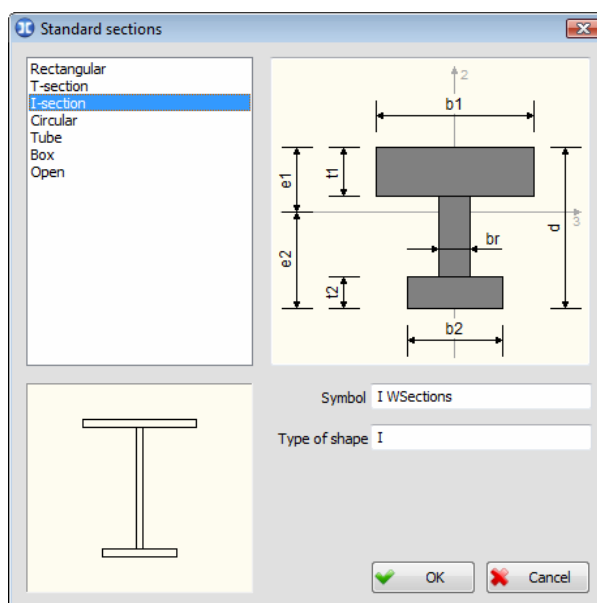 Standard sections
Rectangular
T-section
I-section
Circular
Tube
Box
Open
2
b1
e1
t1
3
d
br
e2
t2
b2
Symbol I WSections
Type of shape I
OK Cancel